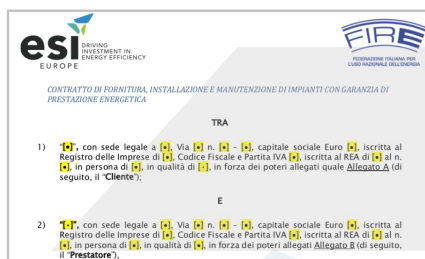 esi
EUROPE
DRIVING
INVESTMENT IN
ENERGY EFFICIENCY
FIRE
FEDERAZIONE ITALIANA PER
L'USO RAZIONALE DELL'ENERGIA
CONTRATTO DI FORNITURA, INSTALLAZIONE E MANUTENZIONE DI IMPIANTI CON GARANZIA DI
PRESTAZIONE ENERGETICA
TRA
1) "[•]", con sede legale a [•], Via [•] n. [•] – [•], capitale sociale Euro [•], iscritta al
Registro delle Imprese di [•], Codice Fiscale e Partita IVA [•], iscritta al REA di [•] al n.
[•], in persona di [•], in qualità di [•], in forza dei poteri allegati quale Allegato A (di
seguito, il "Cliente");
E
2) "[•]", con sede legale a [•], Via [•] n. [•] – [•], capitale sociale Euro [•], iscritta al
Registro delle Imprese di [•], Codice Fiscale e Partita IVA [•], iscritta al REA di [•] al n.
[•], in persona di [•], in qualità di [•], in forza dei poteri allegati Allegato B (di seguito,
il "Prestatore"),